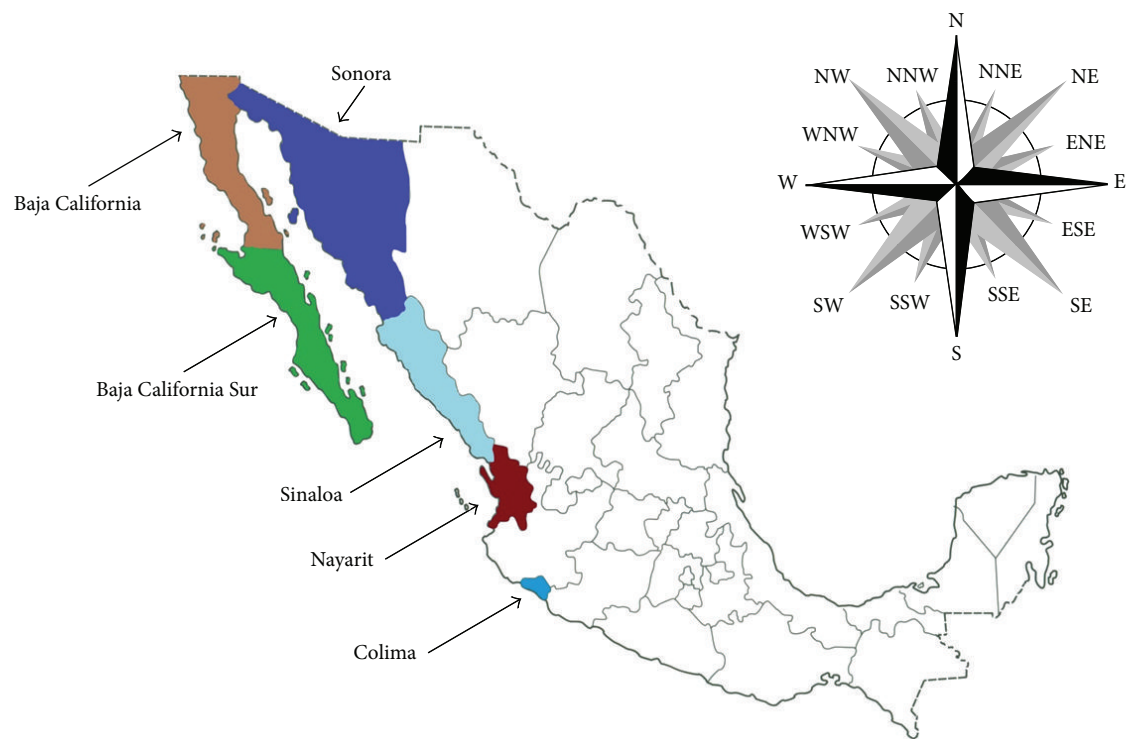 Sonora
Baja California
Baja California Sur
Sinaloa
Nayarit
Colima
N
NNW
NNE
NW
NE
WNW
ENE
W
E
WSW
ESE
SW
SSW
SSE
SE
S